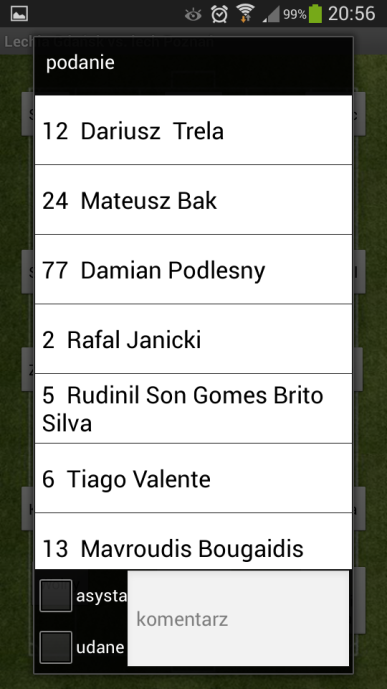 99% 20:56
podanie
12 Dariusz Trela
24 Mateusz Bak
77 Damian Podlesny
2 Rafal Janicki
5 Rudinil Son Gomes Brito
Silva
6 Tiago Valente
13 Mavroudis Bougaidis
asysta
komentarz
udane